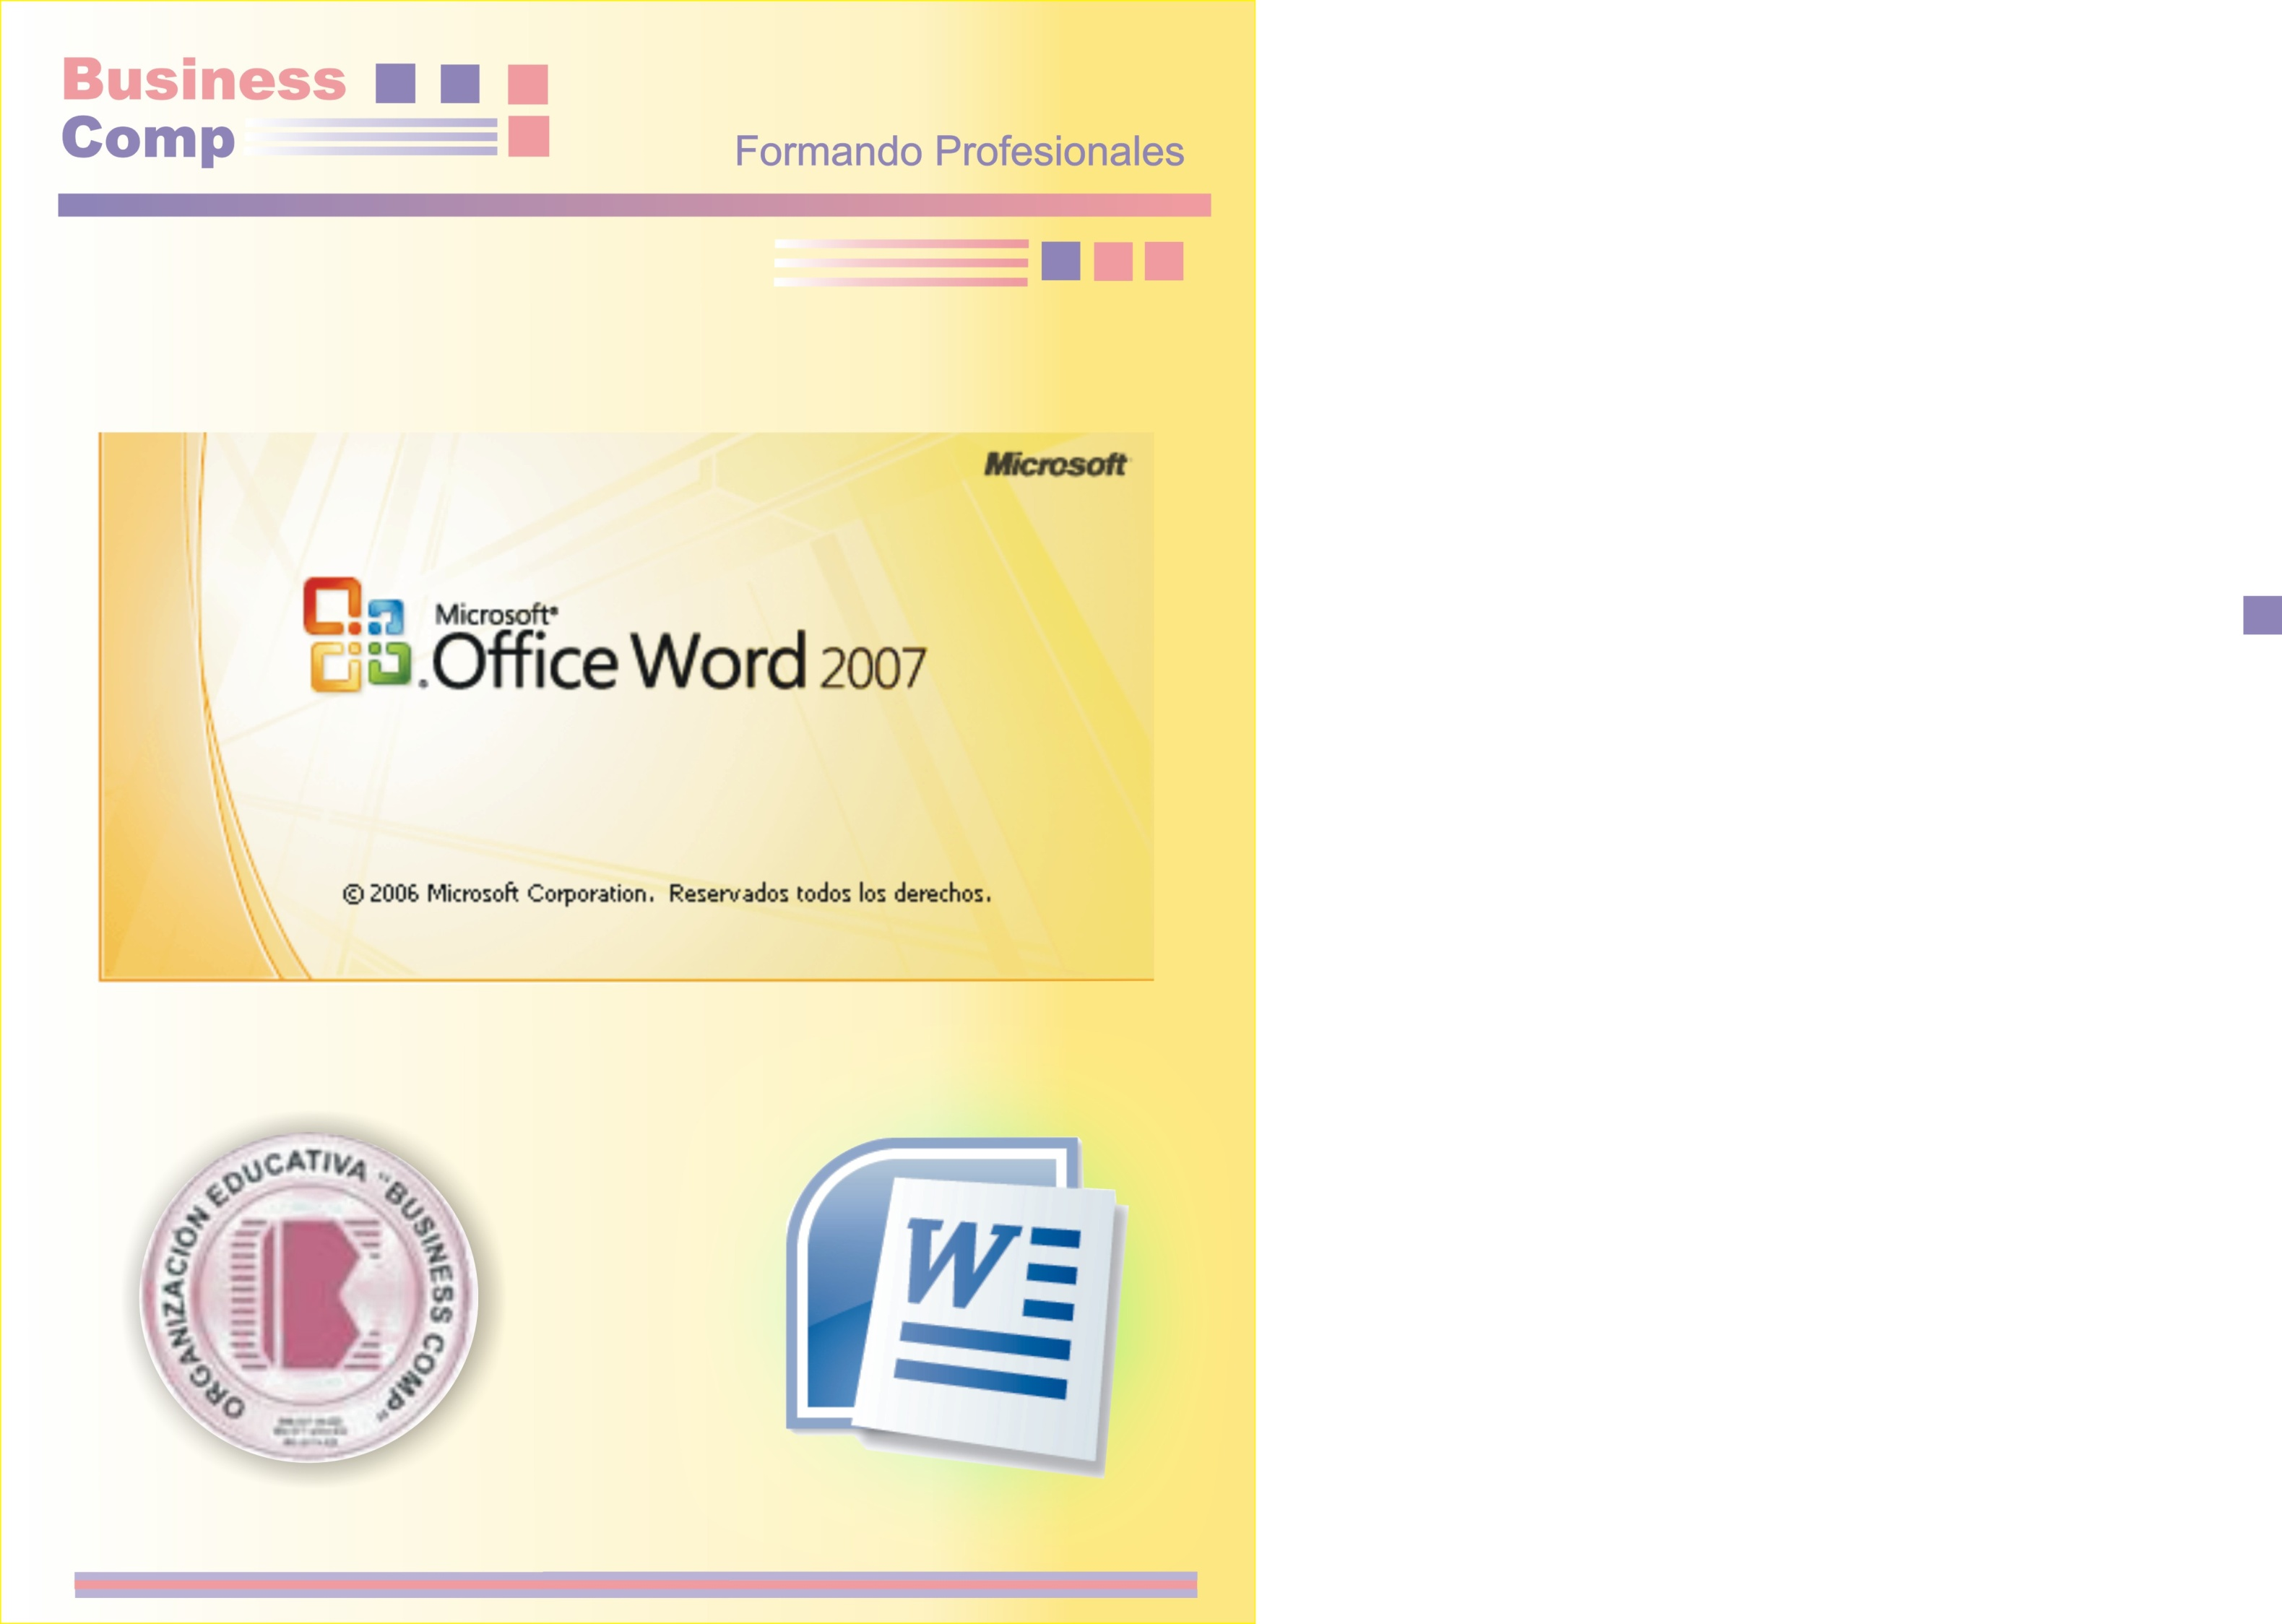 Business
Comp
Formando Profesionales
Microsoft
Microsoft®
Office Word 2007
© 2006 Microsoft Corporation. Reservados todos los derechos.
ORGANIZACIÓN EDUCATIVA "BUSINESS COMP"
W